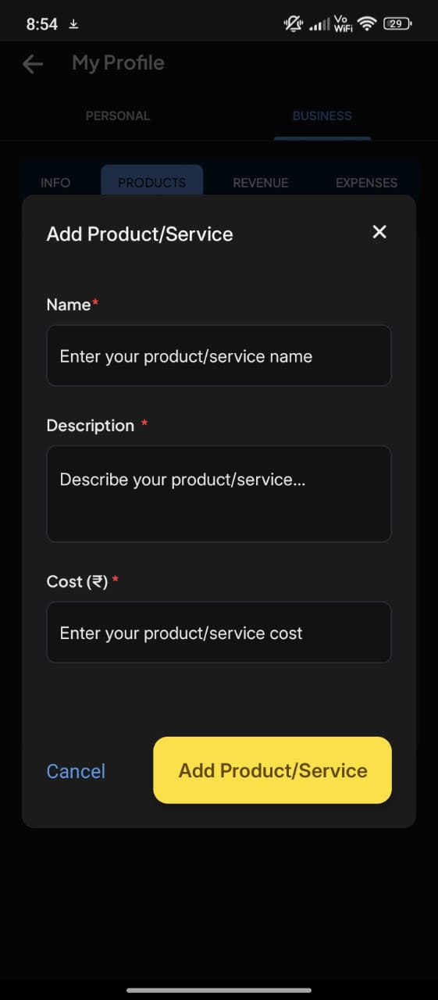 8:54
Vo
WiFi
29
My Profile
PERSONAL BUSINESS
INFO PRODUCTS REVENUE EXPENSES
Add Product/Service
Name*
Enter your product/service name
Description *
Describe your product/service...
Cost (₹) *
Enter your product/service cost
Cancel Add Product/Service